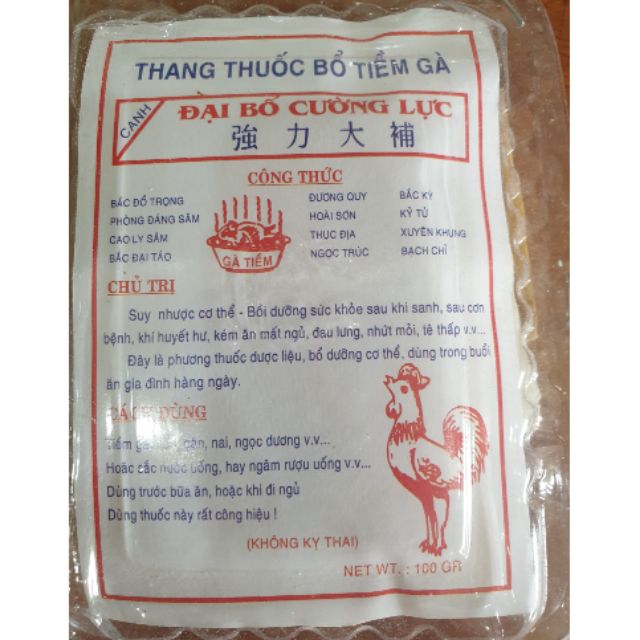 THANG THUỐC BỔ TIỀM GÀ
CANH
ĐẠI BỔ CƯỜNG LỰC
強力大補
CÔNG THỨC
BẮC ĐỖ TRỌNG ĐƯƠNG QUY BẮC KỲ
PHÒNG ĐẢNG SÂM HOÀI SƠN KỶ TỬ
CAO LY SÂM THỤC ĐỊA XUYÊN KHUNG
BẮC ĐẠI TÁO NGỌC TRÚC BẠCH CHỈ
GÀ TIỀM
CHỦ TRỊ
Suy nhược cơ thể - Bồi dưỡng sức khỏe sau khi sanh, sau cơn
bệnh, khí huyết hư, kém ăn mất ngủ, đau lưng, nhứt mỏi, tê thấp v.v...
Đây là phương thuốc dược liệu, bổ dưỡng cơ thể, dùng trong buổi
ăn gia đình hàng ngày.
CÁCH DÙNG
Tiềm nai, ngọc dương v.v...
Hoặc sắc nước uống, hay ngâm rượu uống v.v...
Dùng trước bữa ăn, hoặc khi đi ngủ
Dùng thuốc này rất công hiệu !
(KHÔNG KỴ THAI)
NET WT. : 100 GR